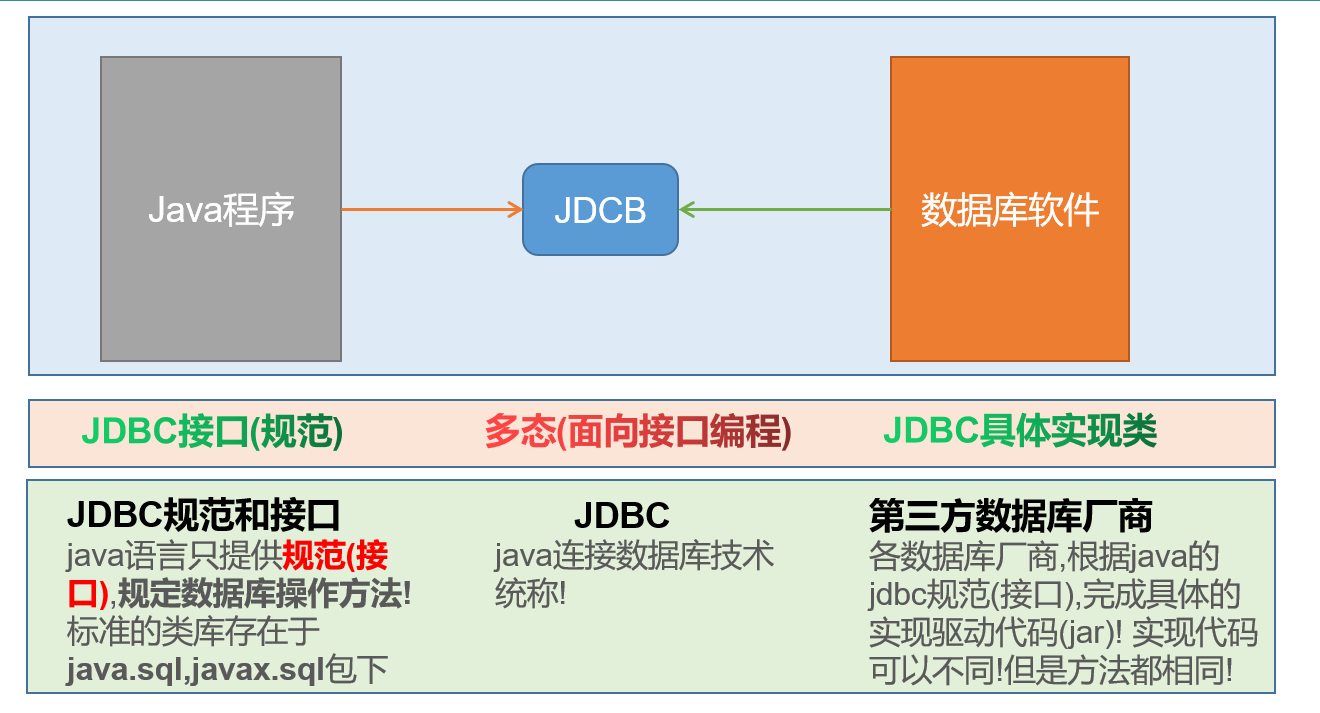 Java程序
JDCB
数据库软件
JDBC接口(规范)
多态(面向接口编程)
JDBC具体实现类
JDBC规范和接口
java语言只提供规范(接
口),规定数据库操作方法!
标准的类库存在于
java.sql,javax.sql包下
JDBC
java连接数据库技术
统称!
第三方数据库厂商
各数据库厂商,根据java的
jdbc规范(接口),完成具体的
实现驱动代码(jar)! 实现代码
可以不同!但是方法都相同!